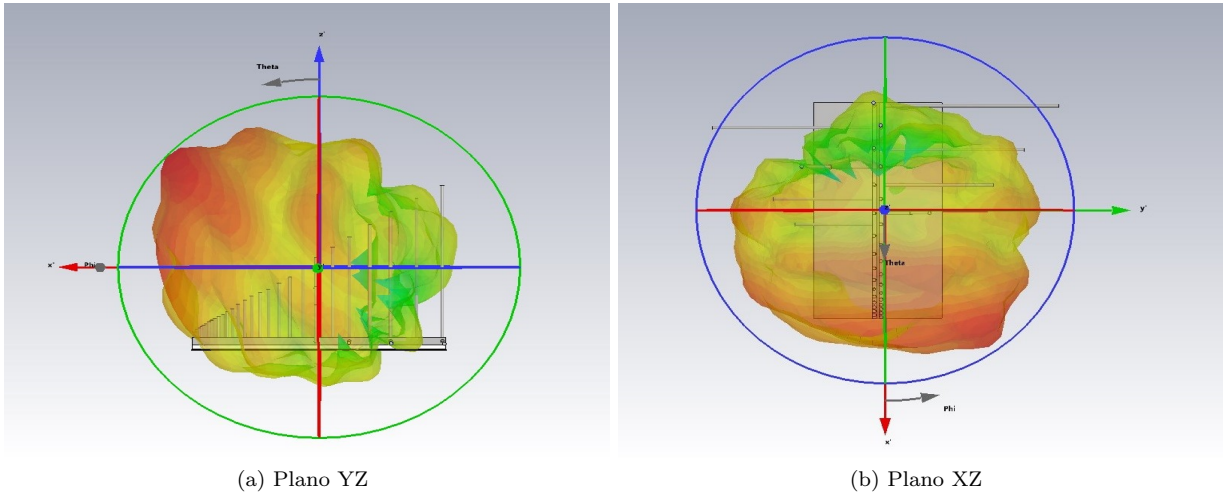 z'
Theta
x'
Phi
(a) Plano YZ
y'
Theta
Phi
x'
(b) Plano XZ